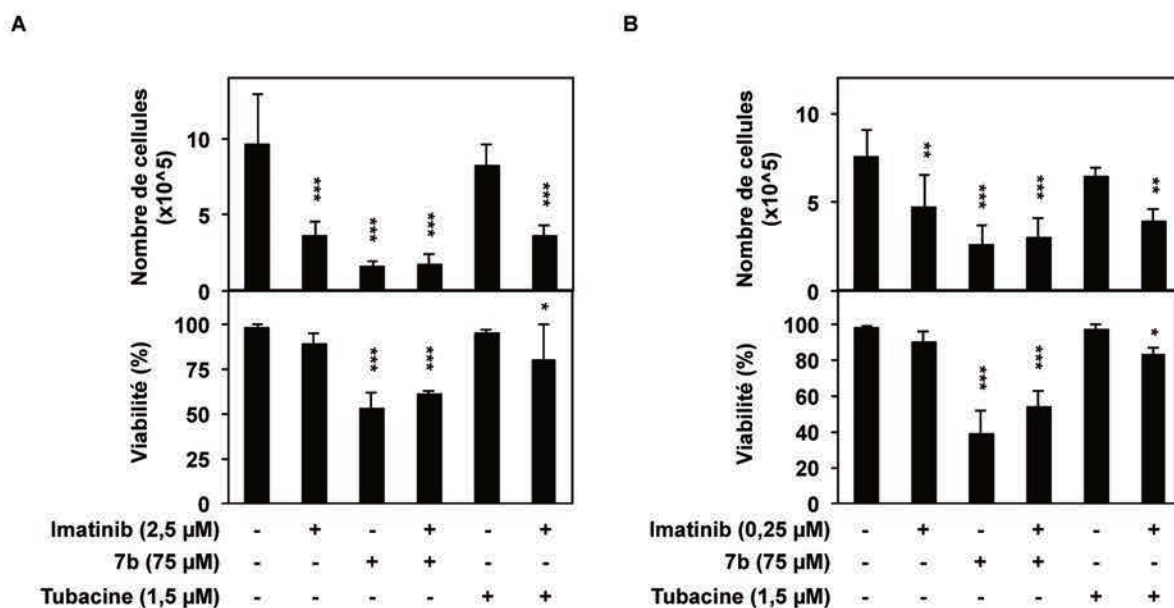 A
B
Nombre de cellules
(x10^5)
10
5
0
***
***
***
***
Viabilité (%)
100
75
50
25
0
***
***
*
Imatinib (2,5 µM) - + - + - +
7b (75 µM) - - + + - -
Tubacine (1,5 µM) - - - - + +
Nombre de cellules
(x10^5)
10
5
0
**
***
***
**
Viabilité (%)
100
80
60
40
20
0
***
***
*
Imatinib (0,25 µM) - + - + - +
7b (75 µM) - - + + - -
Tubacine (1,5 µM) - - - - + +